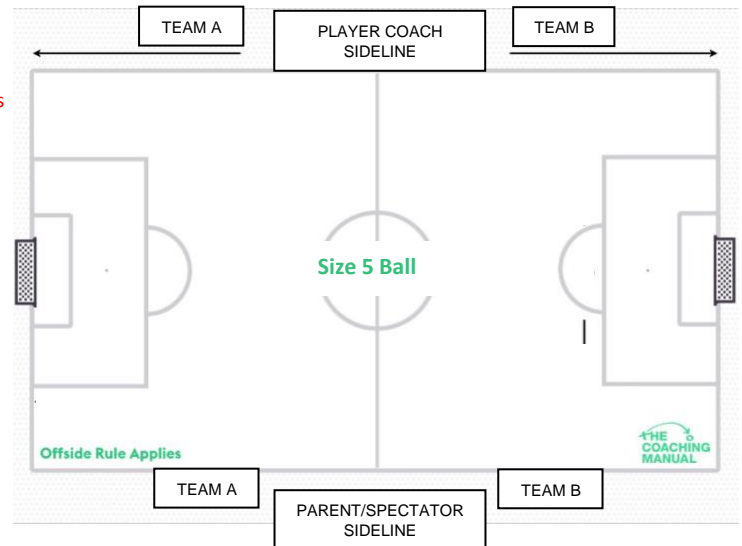 TEAM A
PLAYER COACH
SIDELINE
TEAM B
s
Size 5 Ball
Offside Rule Applies
THE
COACHING
MANUAL
TEAM A
TEAM B
PARENT/SPECTATOR
SIDELINE